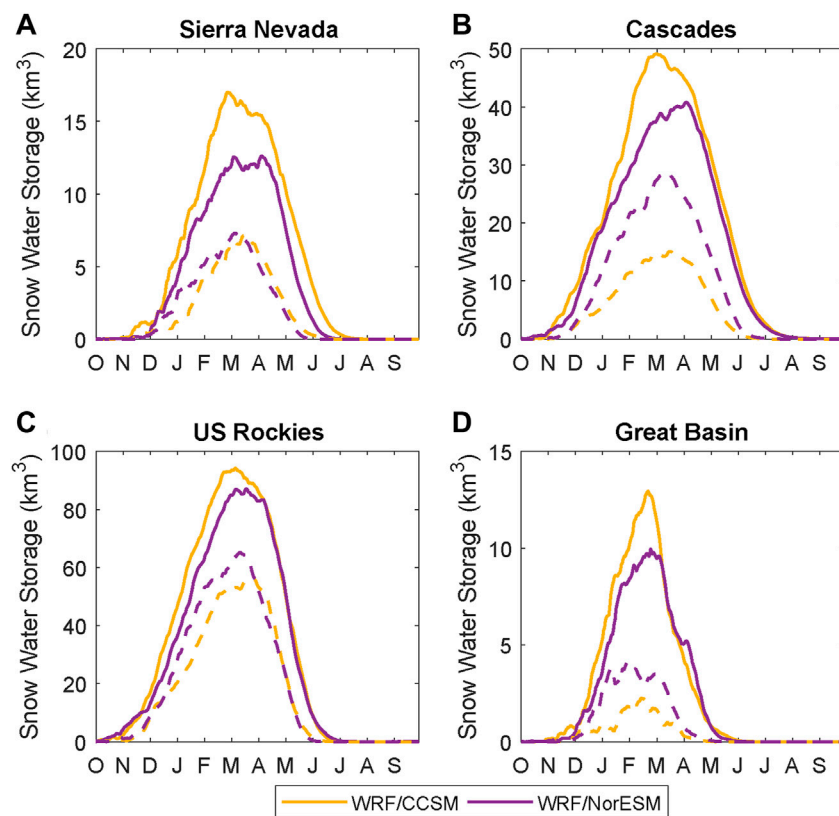 A Sierra Nevada
Snow Water Storage (km³)
20
15
10
5
0
O N D J F M A M J J A S
B Cascades
Snow Water Storage (km³)
50
40
30
20
10
0
O N D J F M A M J J A S
C US Rockies
Snow Water Storage (km³)
100
80
60
40
20
0
O N D J F M A M J J A S
D Great Basin
Snow Water Storage (km³)
15
10
5
0
O N D J F M A M J J A S
WRF/CCSM WRF/NorESM